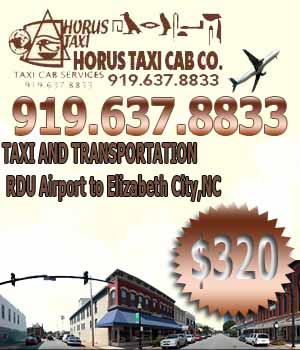 HORUS
TAXI
TAXI CAB SERVICES
919.637.8833
HORUS TAXI CAB CO.
919.637.8833
919.637.8833
TAXI AND TRANSPORTATION
RDU Airport to Elizabeth City,NC
$320